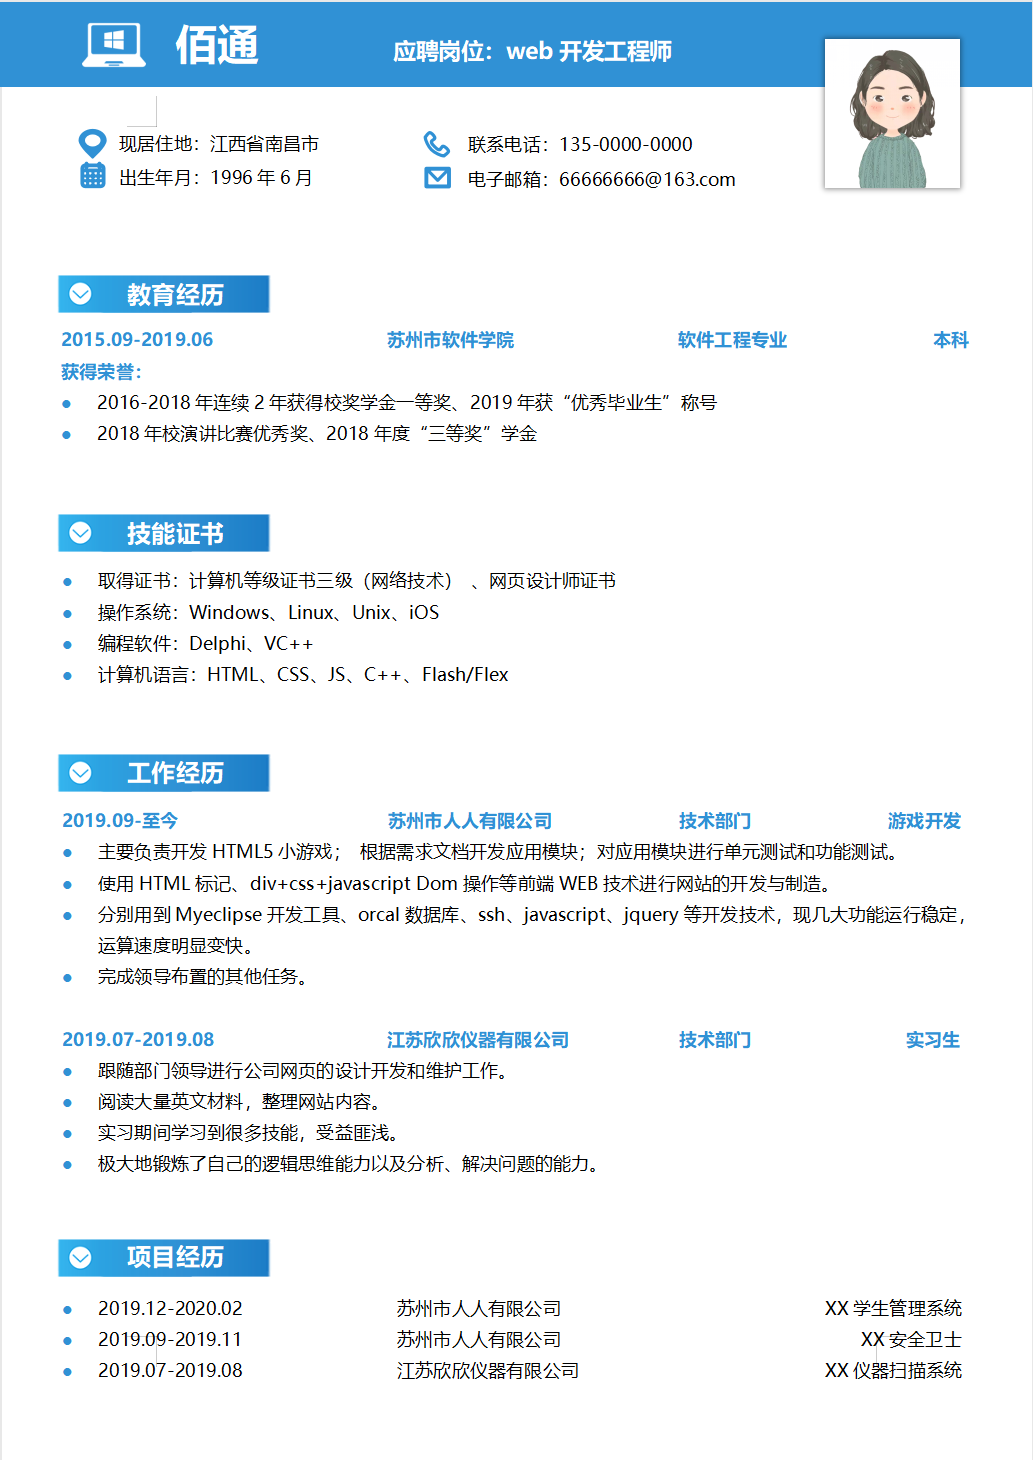 佰通
应聘岗位：web 开发工程师
现居住地：江西省南昌市
联系电话：135-0000-0000
出生年月：1996 年 6 月
电子邮箱：66666666@163.com
教育经历
2015.09-2019.06 苏州市软件学院 软件工程专业 本科
获得荣誉：
2016-2018 年连续 2 年获得校奖学金一等奖、2019 年获“优秀毕业生”称号
2018 年校演讲比赛优秀奖、2018 年度“三等奖”学金
技能证书
取得证书：计算机等级证书三级（网络技术） 、网页设计师证书
操作系统：Windows、Linux、Unix、iOS
编程软件：Delphi、VC++
计算机语言：HTML、CSS、JS、C++、Flash/Flex
工作经历
2019.09-至今 苏州市人人有限公司 技术部门 游戏开发
主要负责开发 HTML5 小游戏； 根据需求文档开发应用模块；对应用模块进行单元测试和功能测试。
使用 HTML 标记、div+css+javascript Dom 操作等前端 WEB 技术进行网站的开发与制造。
分别用到 Myeclipse 开发工具、orcal 数据库、ssh、javascript、jquery 等开发技术，现几大功能运行稳定，
运算速度明显变快。
完成领导布置的其他任务。
2019.07-2019.08 江苏欣欣仪器有限公司 技术部门 实习生
跟随部门领导进行公司网页的设计开发和维护工作。
阅读大量英文材料，整理网站内容。
实习期间学习到很多技能，受益匪浅。
极大地锻炼了自己的逻辑思维能力以及分析、解决问题的能力。
项目经历
2019.12-2020.02 苏州市人人有限公司 XX 学生管理系统
2019.09-2019.11 苏州市人人有限公司 XX 安全卫士
2019.07-2019.08 江苏欣欣仪器有限公司 XX 仪器扫描系统